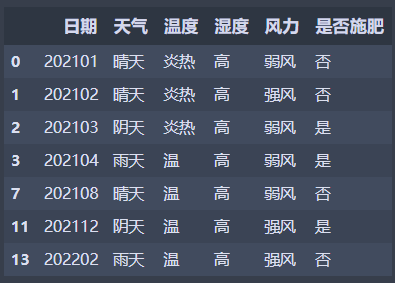 日期 天气 温度 湿度 风力 是否施肥
0 202101 晴天 炎热 高 弱风 否
1 202102 晴天 炎热 高 强风 否
2 202103 阴天 炎热 高 弱风 是
3 202104 雨天 温 高 弱风 是
7 202108 晴天 温 高 弱风 否
11 202112 阴天 温 高 强风 是
13 202202 雨天 温 高 强风 否